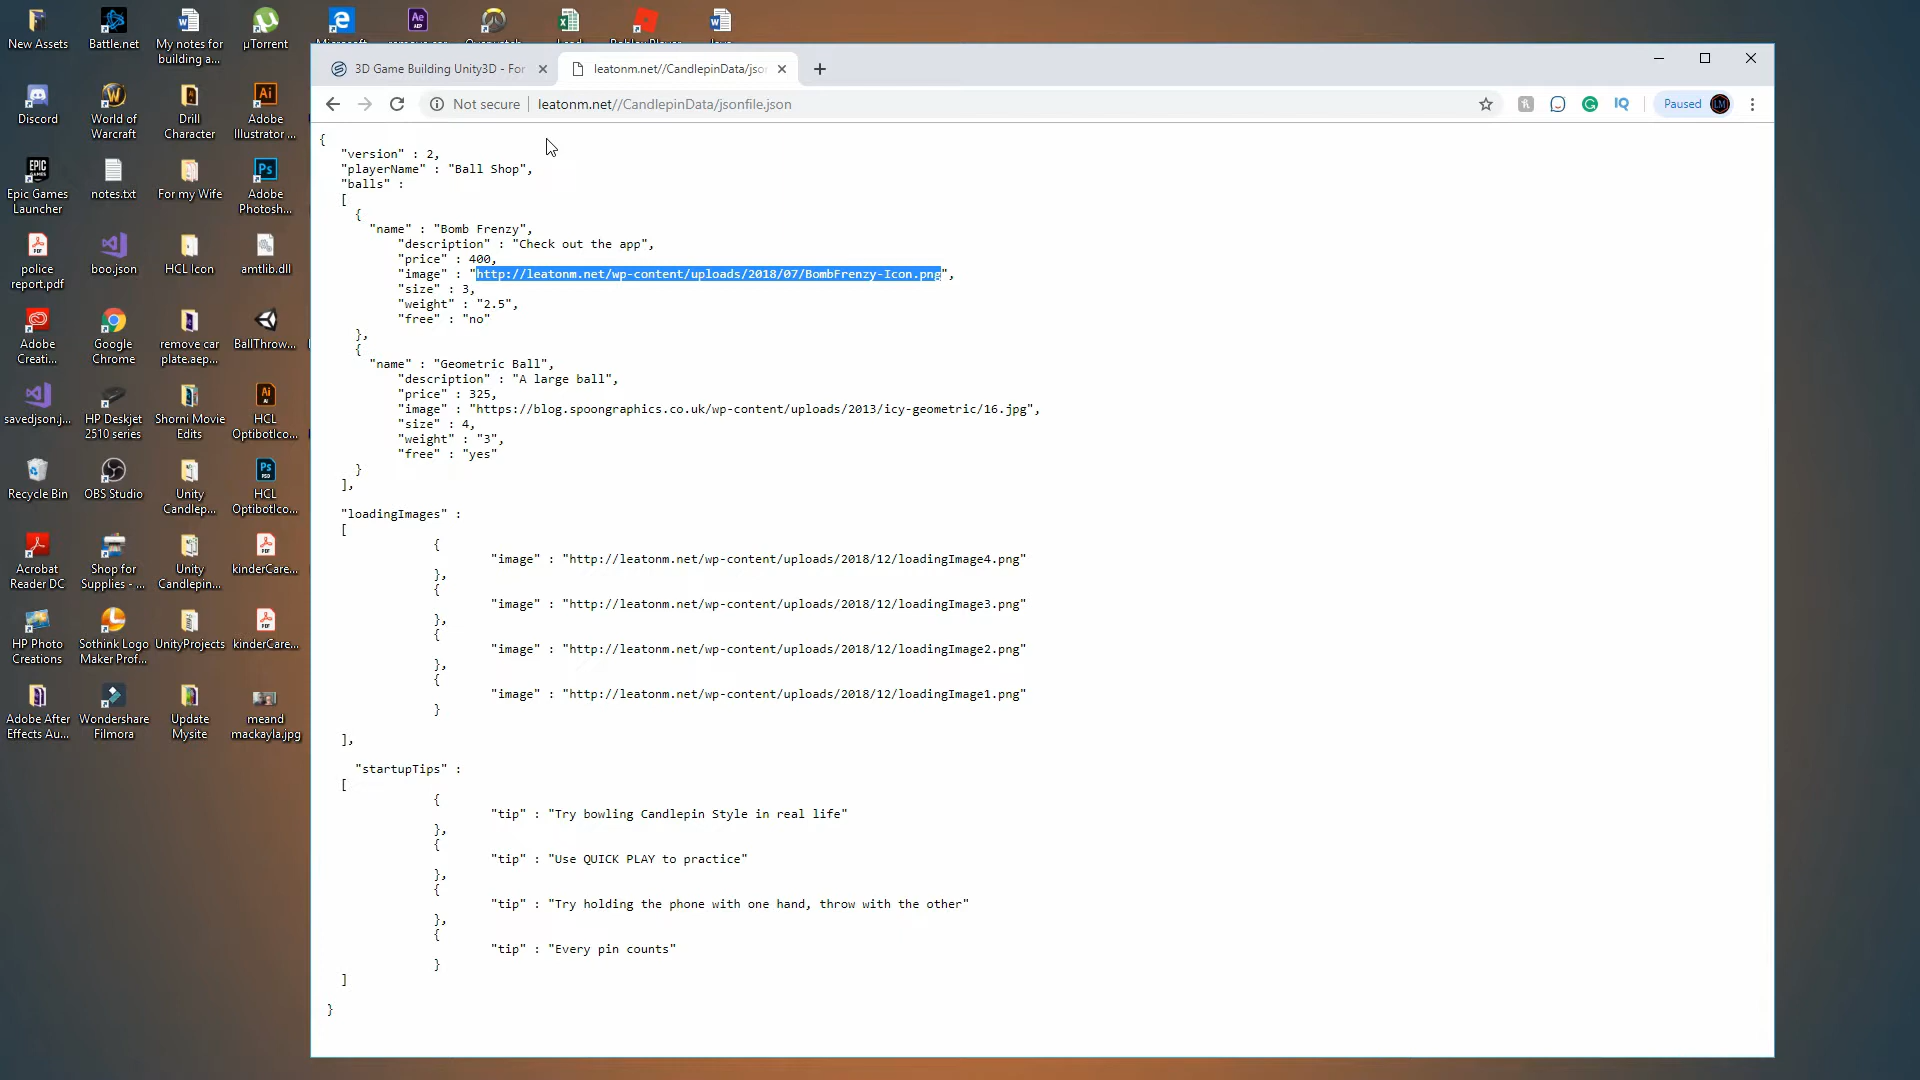 New Assets
Battle.net
My notes for building a...
µTorrent
Discord
World of Warcraft
Drill Character
Adobe Illustrator ...
Epic Games Launcher
notes.txt
For my Wife
Adobe Photosh...
police report.pdf
boo.json
HCL Icon
amtlib.dll
Adobe Creati...
Google Chrome
remove car plate.aep...
BallThrow...
savedjson.j...
HP Deskjet 2510 series
Shorni Movie Edits
HCL OptibotIco...
Recycle Bin
OBS Studio
Unity Candlep...
HCL OptibotIco...
Acrobat Reader DC
Shop for Supplies - ...
Unity Candlepin...
kinderCare...
HP Photo Creations
Sothink Logo Maker Prof...
UnityProjects
kinderCare...
Adobe After Effects Au...
Wondershare Filmora
Update Mysite
meand mackayla.jpg
3D Game Building Unity3D - For
leatonm.net//CandlepinData/jso
Not secure
leatonm.net//CandlepinData/jsonfile.json
Paused
{
"version" : 2,
"playerName" : "Ball Shop",
"balls" :
[
{
"name" : "Bomb Frenzy",
"description" : "Check out the app",
"price" : 400,
"image" : "http://leatonm.net/wp-content/uploads/2018/07/BombFrenzy-Icon.png",
"size" : 3,
"weight" : "2.5",
"free" : "no"
},
{
"name" : "Geometric Ball",
"description" : "A large ball",
"price" : 325,
"image" : "https://blog.spoongraphics.co.uk/wp-content/uploads/2013/icy-geometric/16.jpg",
"size" : 4,
"weight" : "3",
"free" : "yes"
}
],
"loadingImages" :
[
{
"image" : "http://leatonm.net/wp-content/uploads/2018/12/loadingImage4.png"
},
{
"image" : "http://leatonm.net/wp-content/uploads/2018/12/loadingImage3.png"
},
{
"image" : "http://leatonm.net/wp-content/uploads/2018/12/loadingImage2.png"
},
{
"image" : "http://leatonm.net/wp-content/uploads/2018/12/loadingImage1.png"
}
],
"startupTips" :
[
{
"tip" : "Try bowling Candlepin Style in real life"
},
{
"tip" : "Use QUICK PLAY to practice"
},
{
"tip" : "Try holding the phone with one hand, throw with the other"
},
{
"tip" : "Every pin counts"
}
]
}